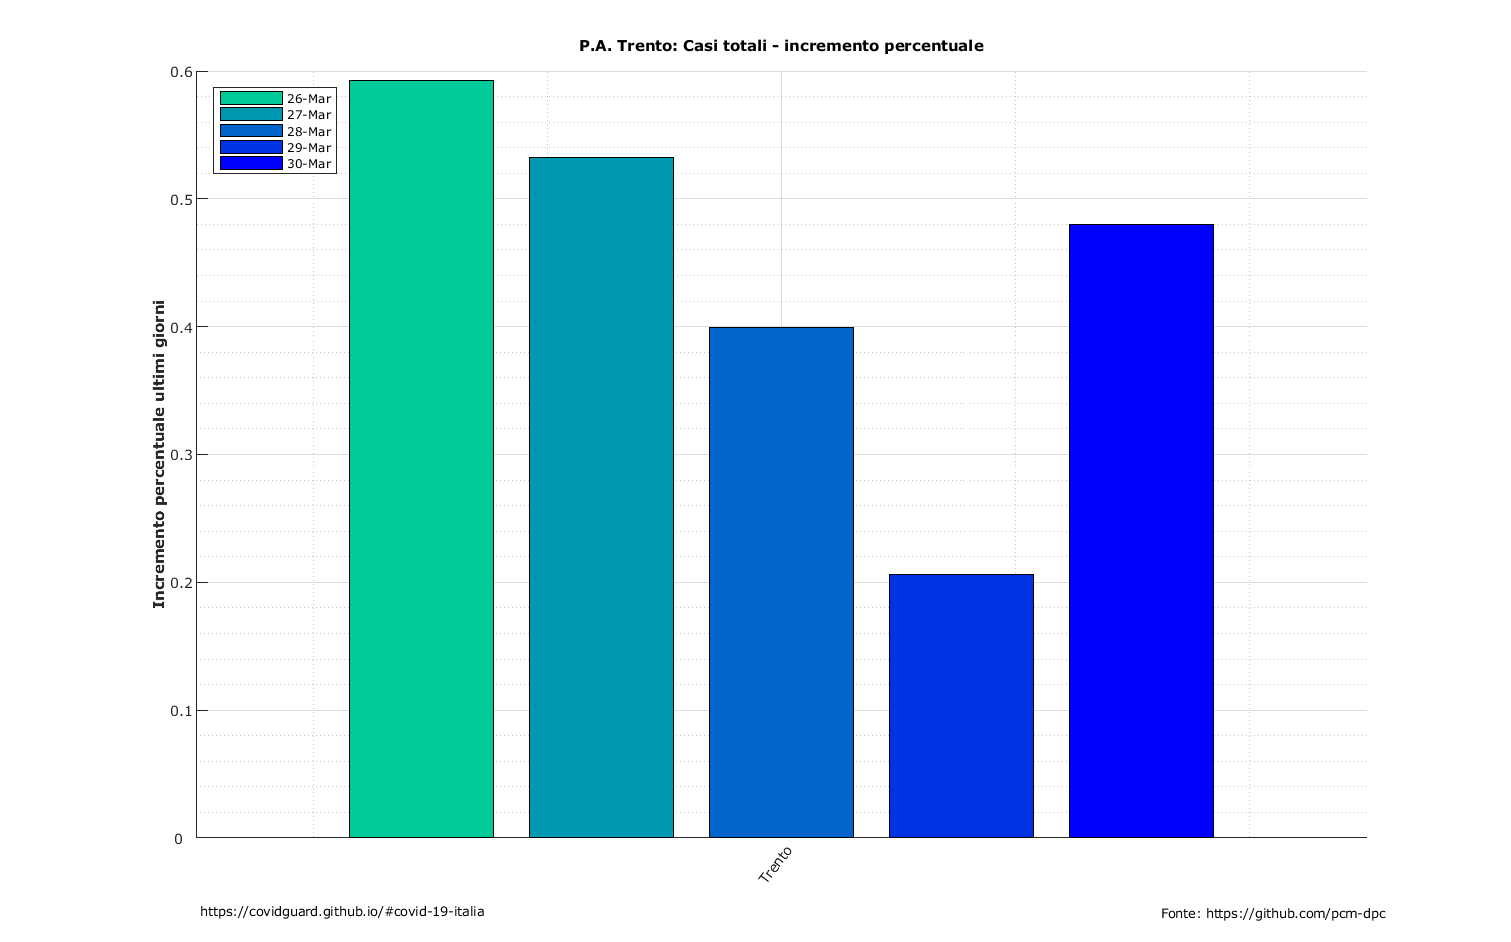 P.A. Trento: Casi totali - incremento percentuale
26-Mar
27-Mar
28-Mar
29-Mar
30-Mar
Incremento percentuale ultimi giorni
0.6
0.5
0.4
0.3
0.2
0.1
0
Trento
https://covidguard.github.io/#covid-19-italia
Fonte: https://github.com/pcm-dpc